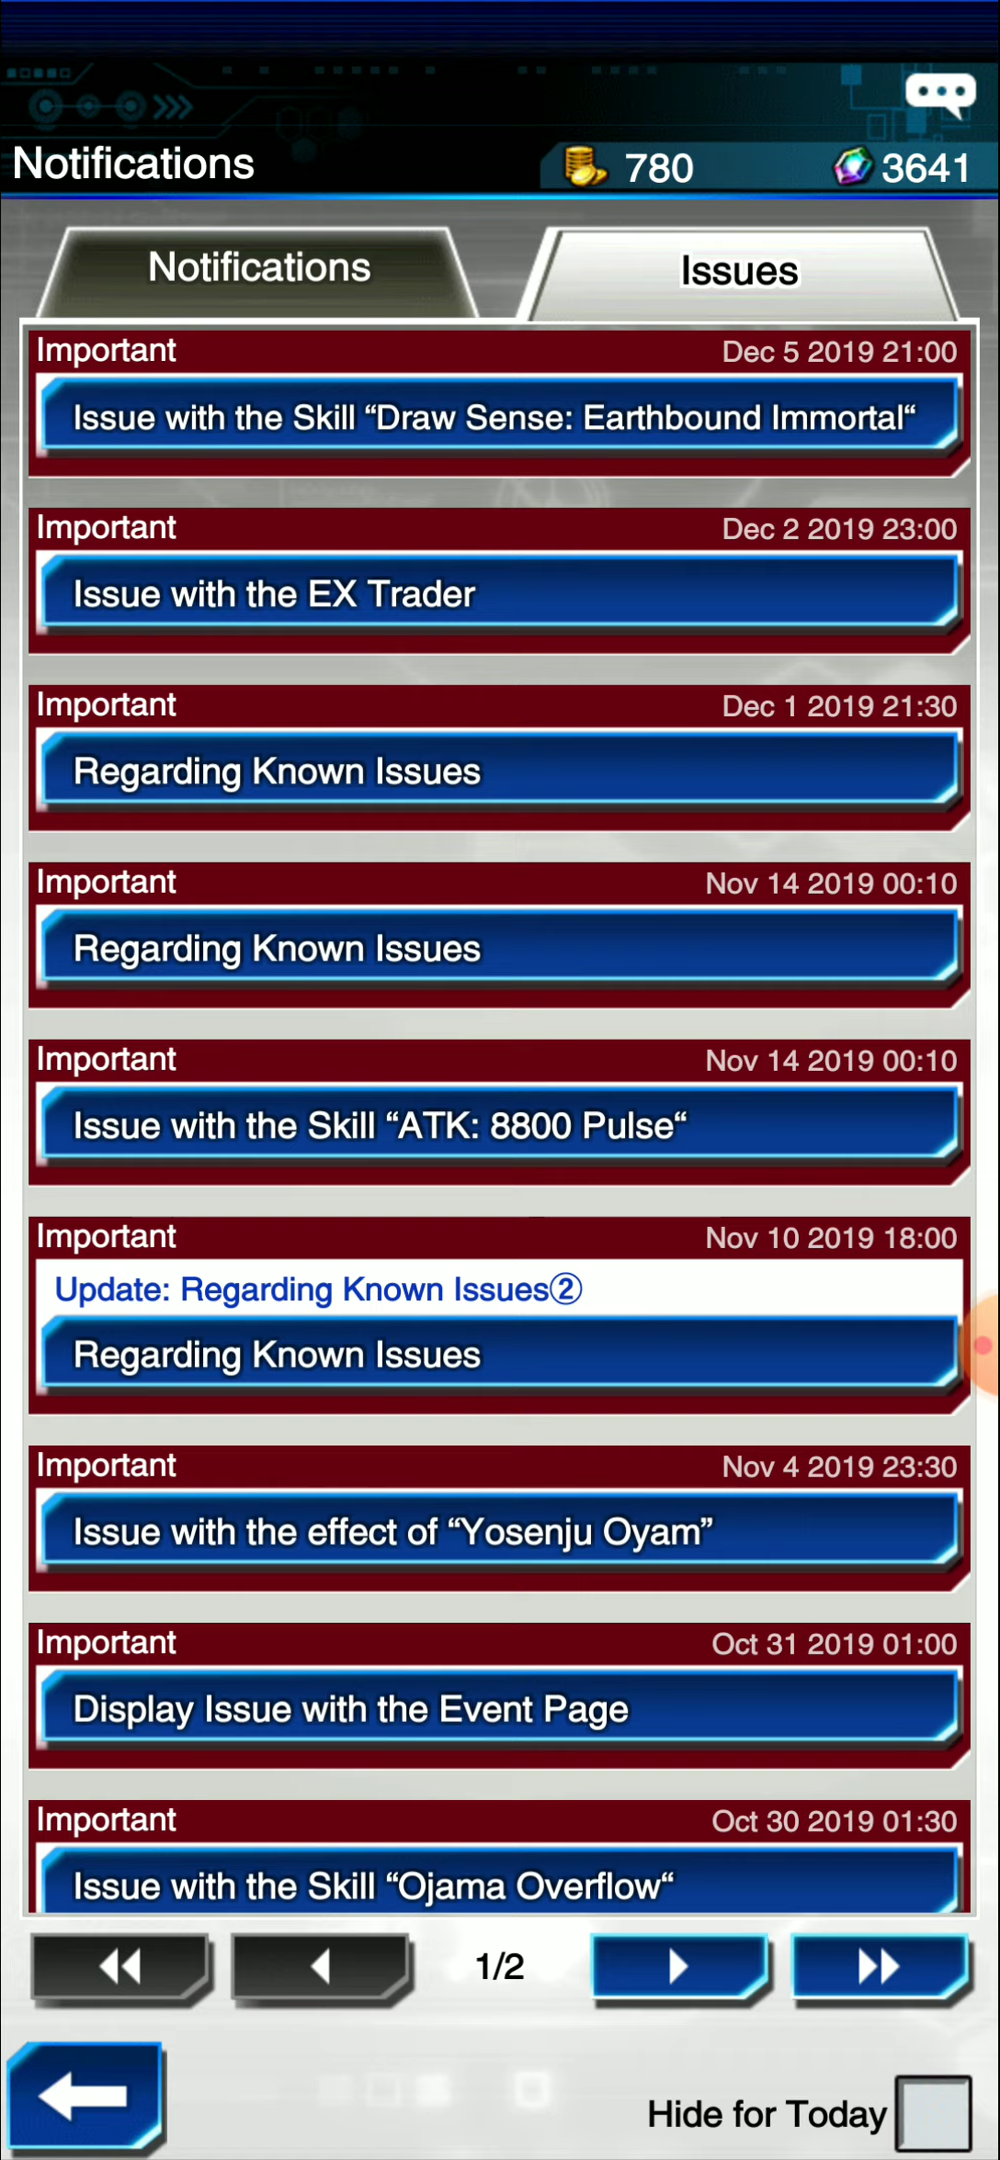 Notifications
780
3641
Notifications
Issues
Important
Dec 5 2019 21:00
Issue with the Skill “Draw Sense: Earthbound Immortal“
Important
Dec 2 2019 23:00
Issue with the EX Trader
Important
Dec 1 2019 21:30
Regarding Known Issues
Important
Nov 14 2019 00:10
Regarding Known Issues
Important
Nov 14 2019 00:10
Issue with the Skill “ATK: 8800 Pulse“
Important
Nov 10 2019 18:00
Update: Regarding Known Issues②
Regarding Known Issues
Important
Nov 4 2019 23:30
Issue with the effect of “Yosenju Oyam”
Important
Oct 31 2019 01:00
Display Issue with the Event Page
Important
Oct 30 2019 01:30
Issue with the Skill “Ojama Overflow“
1/2
Hide for Today